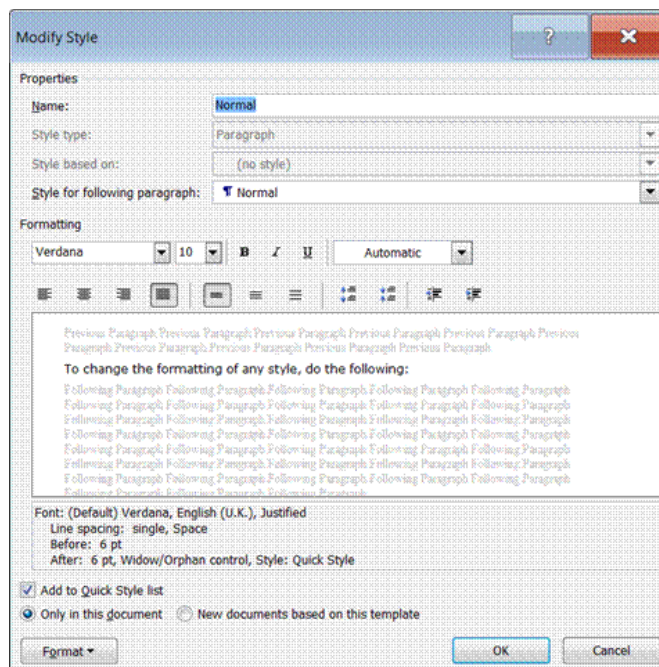 Modify Style
?
Properties
Name: Normal
Style type: Paragraph
Style based on: (no style)
Style for following paragraph: ¶ Normal
Formatting
Verdana 10 B I U Automatic
Previous Paragraph Previous Paragraph Previous Paragraph Previous Paragraph Previous Paragraph Previous
Paragraph Previous Paragraph Previous Paragraph Previous Paragraph Previous Paragraph
To change the formatting of any style, do the following:
Following Paragraph Following Paragraph Following Paragraph Following Paragraph Following Paragraph
Following Paragraph Following Paragraph Following Paragraph Following Paragraph Following Paragraph
Following Paragraph Following Paragraph Following Paragraph Following Paragraph Following Paragraph
Following Paragraph Following Paragraph Following Paragraph Following Paragraph Following Paragraph
Following Paragraph Following Paragraph Following Paragraph Following Paragraph Following Paragraph
Following Paragraph Following Paragraph Following Paragraph Following Paragraph Following Paragraph
Following Paragraph Following Paragraph Following Paragraph Following Paragraph Following Paragraph
Following Paragraph Following Paragraph Following Paragraph
Font: (Default) Verdana, English (U.K.), Justified
Line spacing: single, Space
Before: 6 pt
After: 6 pt, Widow/Orphan control, Style: Quick Style
Add to Quick Style list
Only in this document New documents based on this template
Format OK Cancel